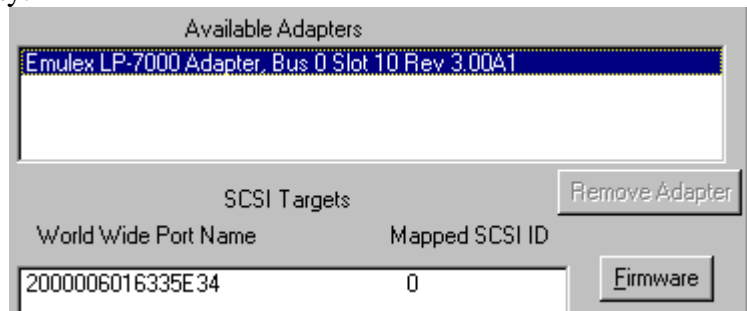 y.
Available Adapters
Emulex LP-7000 Adapter, Bus 0 Slot 10 Rev 3.00A1
Remove Adapter
SCSI Targets
World Wide Port Name Mapped SCSI ID
2000006016335E34 0
Firmware